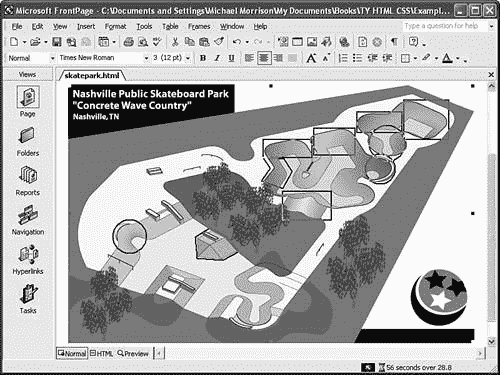 Microsoft FrontPage - C:\Documents and Settings\Michael Morrison\My Documents\Books\TY HTML CSS\Exampl...
File Edit View Insert Format Tools Table Frames Window Help Type a question for help
Normal Times New Roman 3 (12 pt)
Views skatepark.html
Nashville Public Skateboard Park
"Concrete Wave Country"
Nashville, TN
Page
Folders
Reports
Navigation
Hyperlinks
Tasks
Normal HTML Preview
56 seconds over 28.8